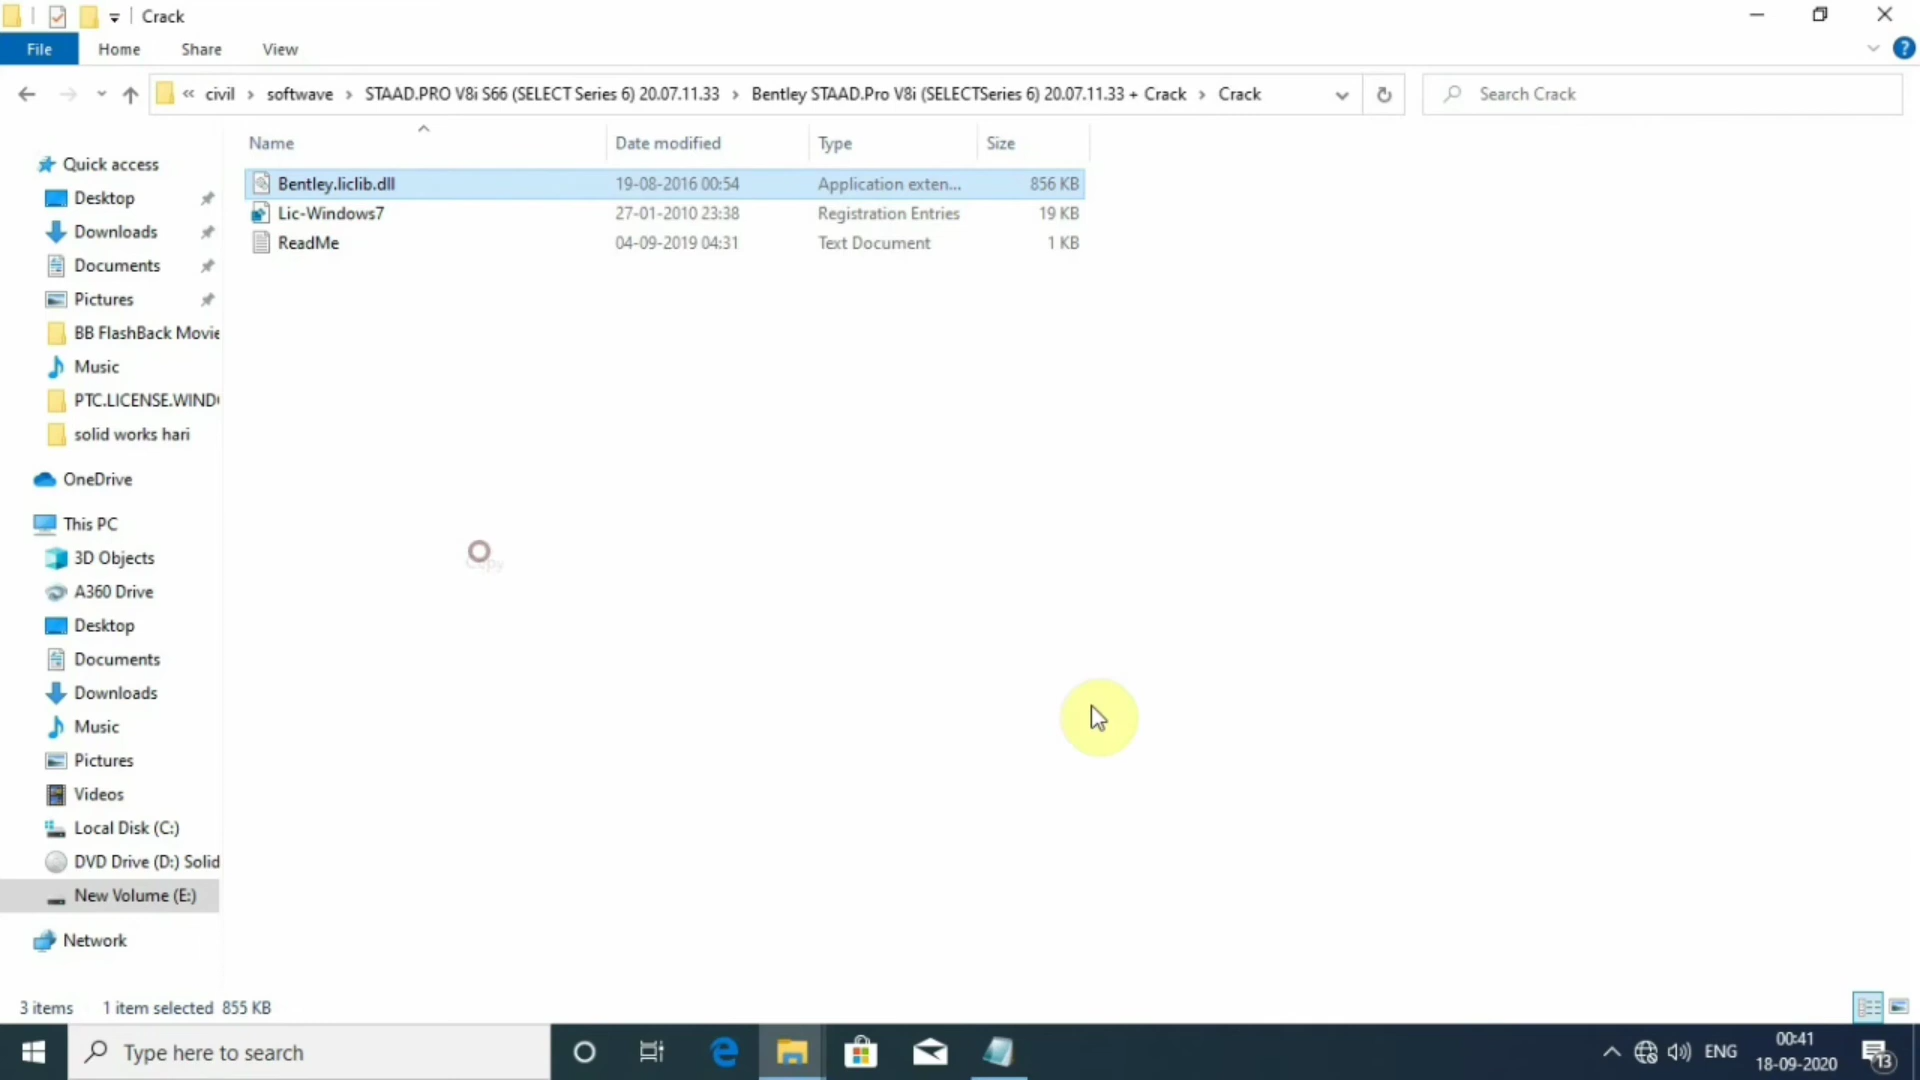 Crack
File Home Share View
« civil › softwave › STAAD.PRO V8i S66 (SELECT Series 6) 20.07.11.33 › Bentley STAAD.Pro V8i (SELECTSeries 6) 20.07.11.33 + Crack › Crack
Search Crack
Name Date modified Type Size
Bentley.liclib.dll 19-08-2016 00:54 Application exten... 856 KB
Lic-Windows7 27-01-2010 23:38 Registration Entries 19 KB
ReadMe 04-09-2019 04:31 Text Document 1 KB
Quick access
Desktop
Downloads
Documents
Pictures
BB FlashBack Movie
Music
PTC.LICENSE.WIND
solid works hari
OneDrive
This PC
3D Objects
A360 Drive
Desktop
Documents
Downloads
Music
Pictures
Videos
Local Disk (C:)
DVD Drive (D:) Solid
New Volume (E:)
Network
Copy
3 items 1 item selected 855 KB
Type here to search
ENG
00:41
18-09-2020
13